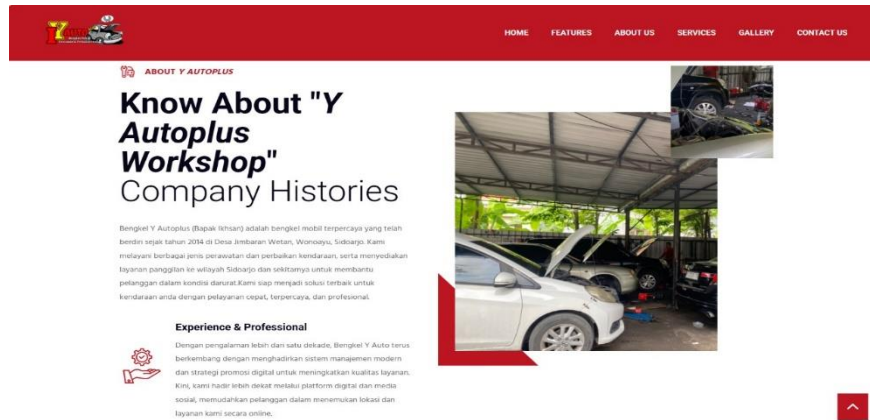 HOME FEATURES ABOUT US SERVICES GALLERY CONTACT US
ABOUT Y AUTOPLUS
Know About "Y
Autoplus
Workshop"
Company Histories
Bengkel Y Autoplus (Bapak Ikhsan) adalah bengkel mobil terpercaya yang telah
berdiri sejak tahun 2014 di Desa Jimbaran Wetan, Wonoayu, Sidoarjo. Kami
melayani berbagai jenis perawatan dan perbaikan kendaraan, serta menyediakan
layanan panggilan ke wilayah Sidoarjo dan sekitarnya untuk membantu
pelanggan dalam kondisi darurat.Kami siap menjadi solusi terbaik untuk
kendaraan anda dengan pelayanan cepat, terpercaya, dan profesional.
Experience & Professional
Dengan pengalaman lebih dari satu dekade, Bengkel Y Auto terus
berkembang dengan menghadirkan sistem manajemen modern
dan strategi promosi digital untuk meningkatkan kualitas layanan.
Kini, kami hadir lebih dekat melalui platform digital dan media
sosial, memudahkan pelanggan dalam menemukan lokasi dan
layanan kami secara online.